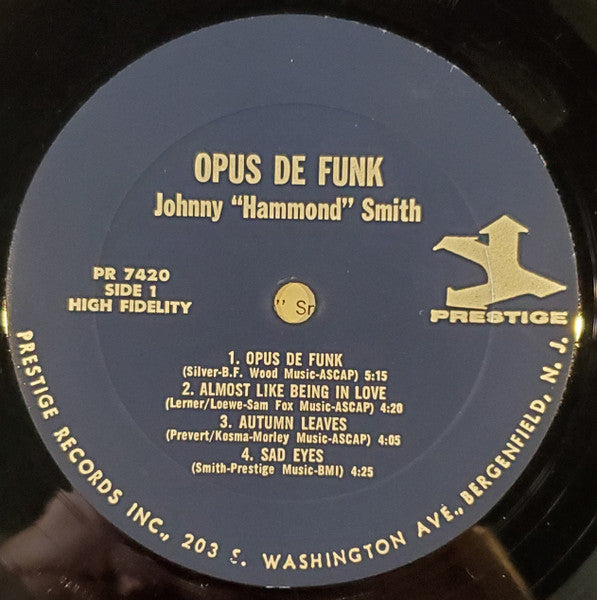 OPUS DE FUNK
Johnny "Hammond" Smith
PR 7420
SIDE 1
HIGH FIDELITY
" Sr
PRESTIGE
1. OPUS DE FUNK
(Silver-B.F. Wood Music-ASCAP) 5:15
2. ALMOST LIKE BEING IN LOVE
(Lerner/Loewe-Sam Fox Music-ASCAP) 4:20
3. AUTUMN LEAVES
(Prevert/Kosma-Morley Music-ASCAP) 4:05
4. SAD EYES
(Smith-Prestige Music-BMI) 4:25
PRESTIGE RECORDS INC., 203 S. WASHINGTON AVE., BERGENFIELD, N. J.